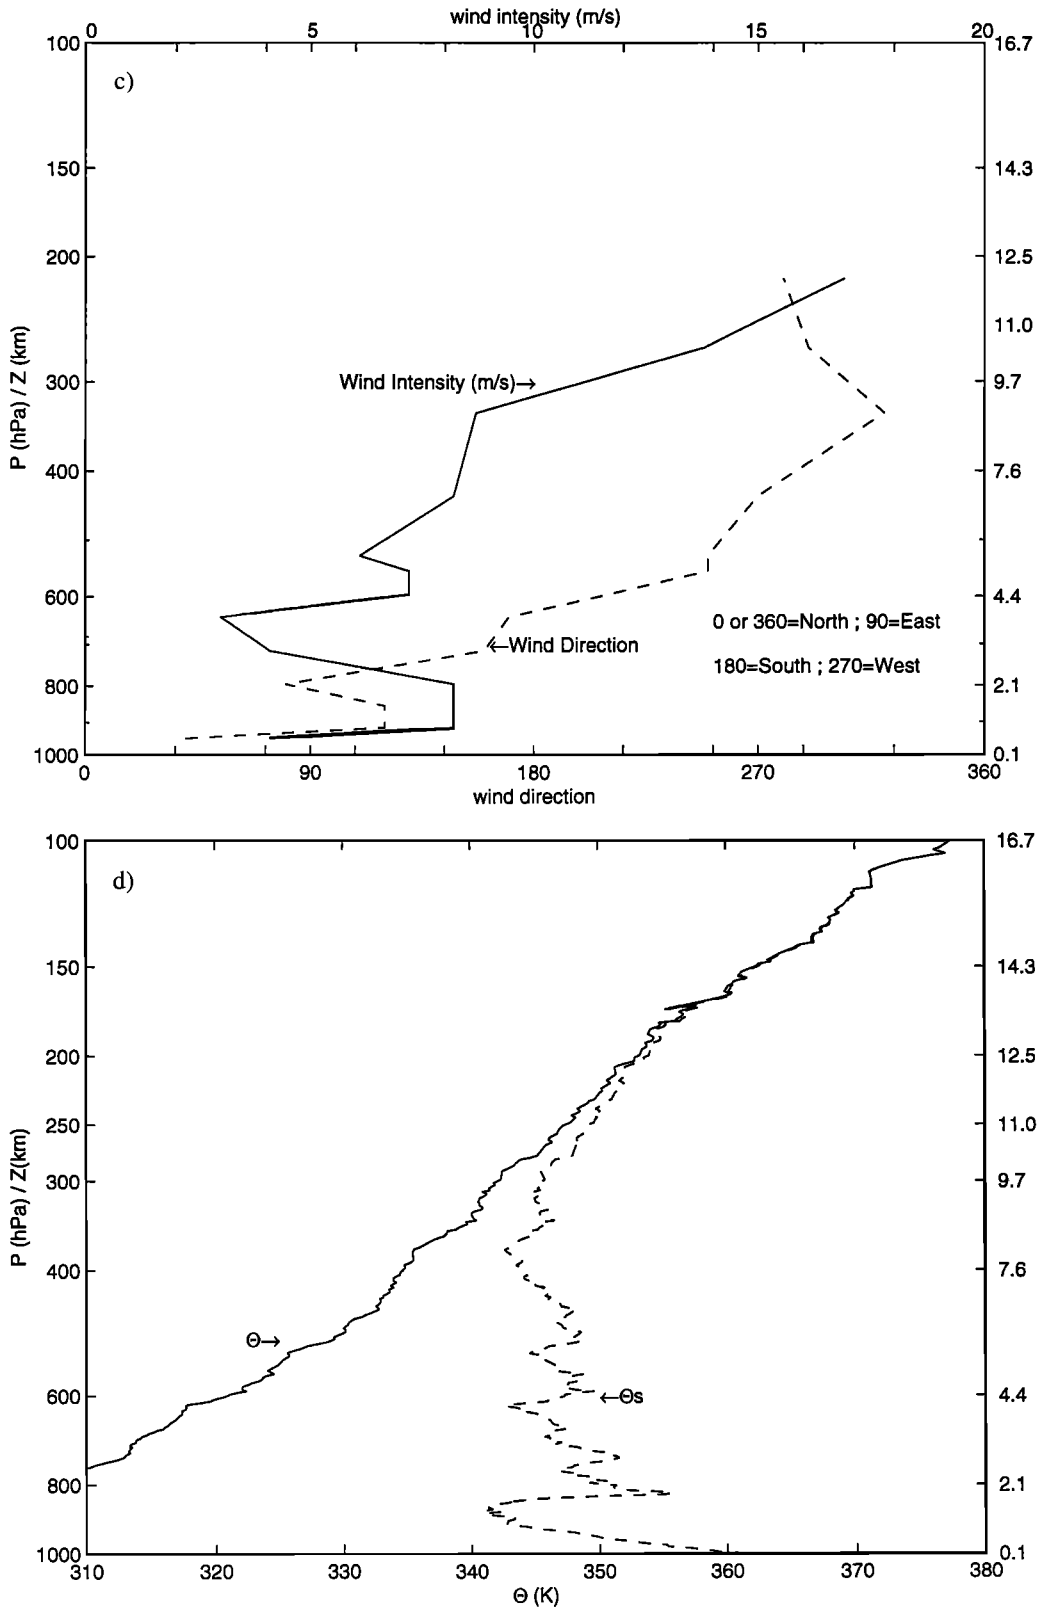 wind intensity (m/s)
0 5 10 15 20
100 16.7
c)
150 14.3
200 12.5
11.0
300 9.7
Wind Intensity (m/s)→
400 7.6
600 4.4
0 or 360=North ; 90=East
←Wind Direction
180=South ; 270=West
800 2.1
1000 0.1
P (hPa) / Z (km)
0 90 180 270 360
wind direction
100 16.7
d)
150 14.3
200 12.5
250 11.0
300 9.7
400 7.6
Θ→
600 4.4
←Θs
800 2.1
1000 0.1
P (hPa) / Z(km)
310 320 330 340 350 360 370 380
Θ (K)